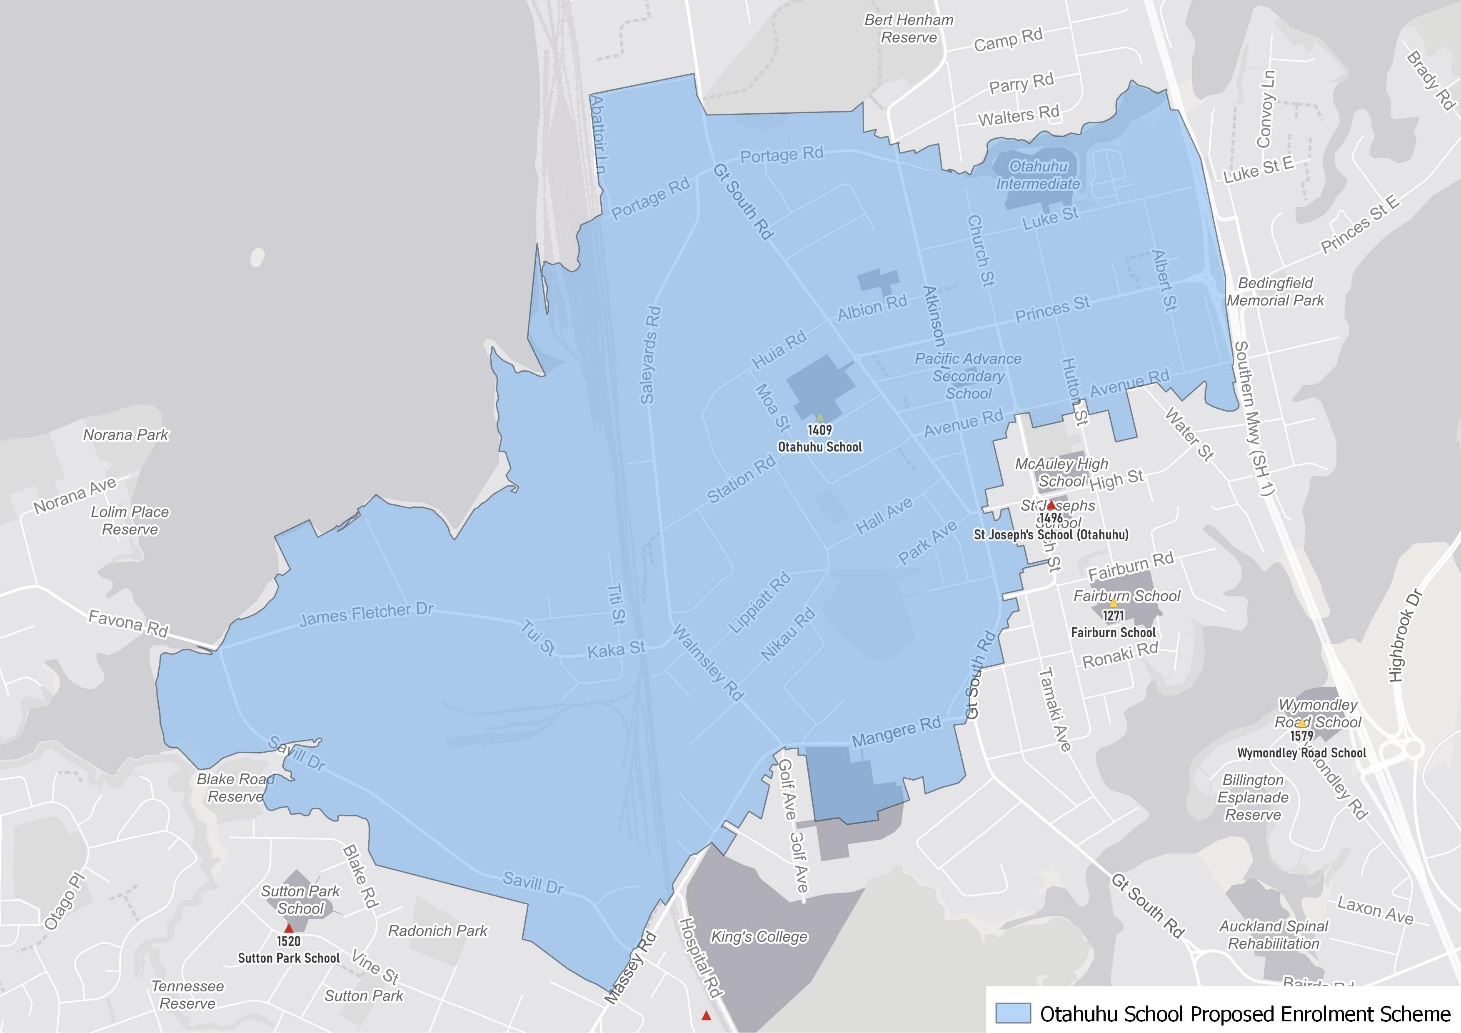 Bert Henham
Reserve
Camp Rd
Parry Rd
Walters Rd
Brady Rd
Convoy Ln
Luke St E
Princes St E
Abattoir Ln
Portage Rd
Portage Rd
Gt South Rd
Otahuhu
Intermediate
Luke St
Church St
Albert St
Bedingfield
Memorial Park
Albion Rd
Atkinson
Princes St
Saleyards Rd
Huia Rd
Pacific Advance
Secondary
School
Hutton St
Avenue Rd
Southern Mwy (SH 1)
Moa St
1409
Otahuhu School
Avenue Rd
Water St
Norana Park
Norana Ave
Lolim Place
Reserve
Station Rd
McAuley High
School
High St
St Josephs
School
1496
St Joseph's School (Otahuhu)
Hall Ave
Park Ave
Fairburn Rd
Fairburn School
1271
Fairburn School
Ronaki Rd
Highbrook Dr
Favona Rd
James Fletcher Dr
Titi St
Tui St
Kaka St
Lippiatt Rd
Nikau Rd
Walmsley Rd
Gt South Rd
Tamaki Ave
Wymondley
Road School
1579
Wymondley Road School
Mangere Rd
Savill Dr
Blake Road
Reserve
Golf Ave
Golf Ave
Billington
Esplanade
Reserve
Otago Pl
Blake Rd
Sutton Park
School
1520
Sutton Park School
Savill Dr
Radonich Park
Vine St
Sutton Park
Tennessee
Reserve
Massey Rd
Hospital Rd
King's College
Gt South Rd
Laxon Ave
Auckland Spinal
Rehabilitation
Otahuhu School Proposed Enrolment Scheme